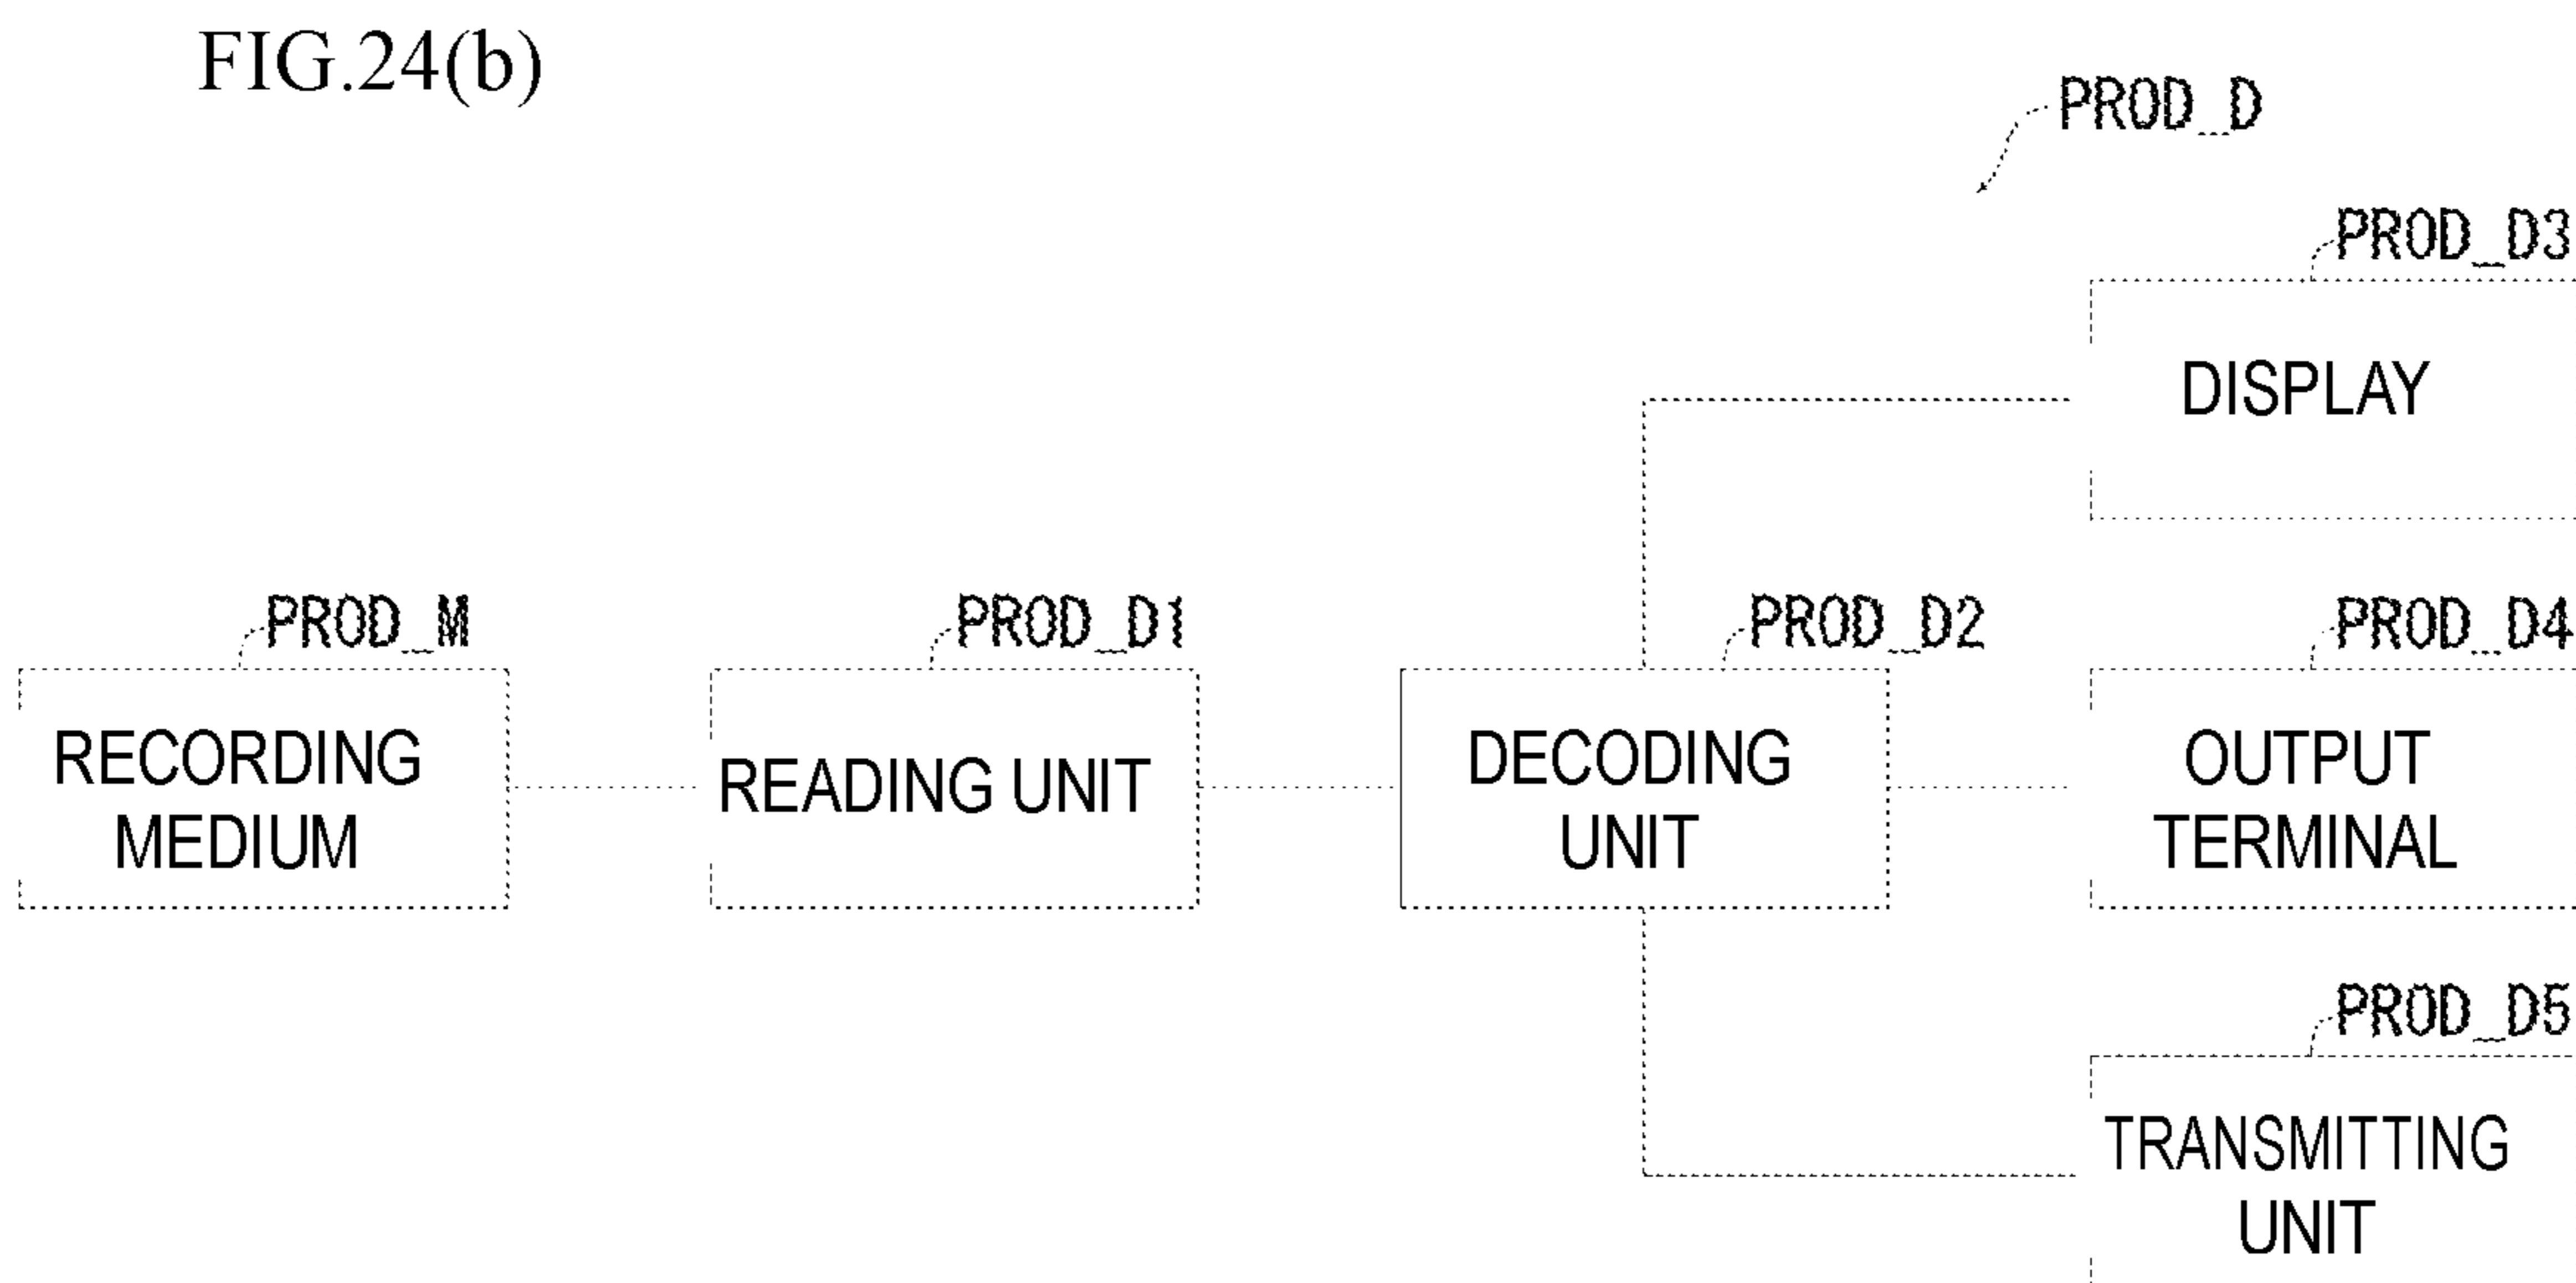 FIG.24(b)
PROD_D
PROD_D3
DISPLAY
PROD_M
PROD_D1
PROD_D2
PROD_D4
RECORDING
MEDIUM
READING UNIT
DECODING
UNIT
OUTPUT
TERMINAL
PROD_D5
TRANSMITTING
UNIT